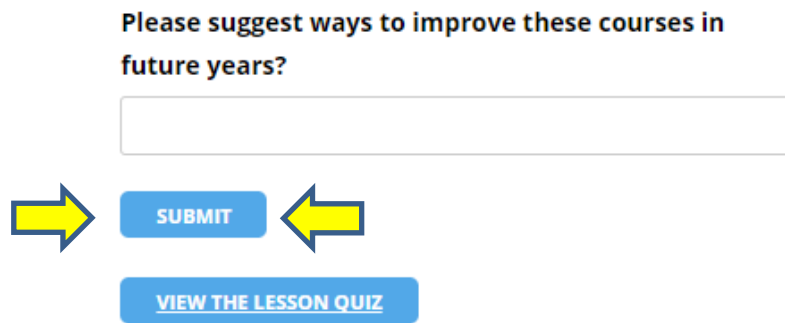 Please suggest ways to improve these courses in
future years?
SUBMIT
VIEW THE LESSON QUIZ